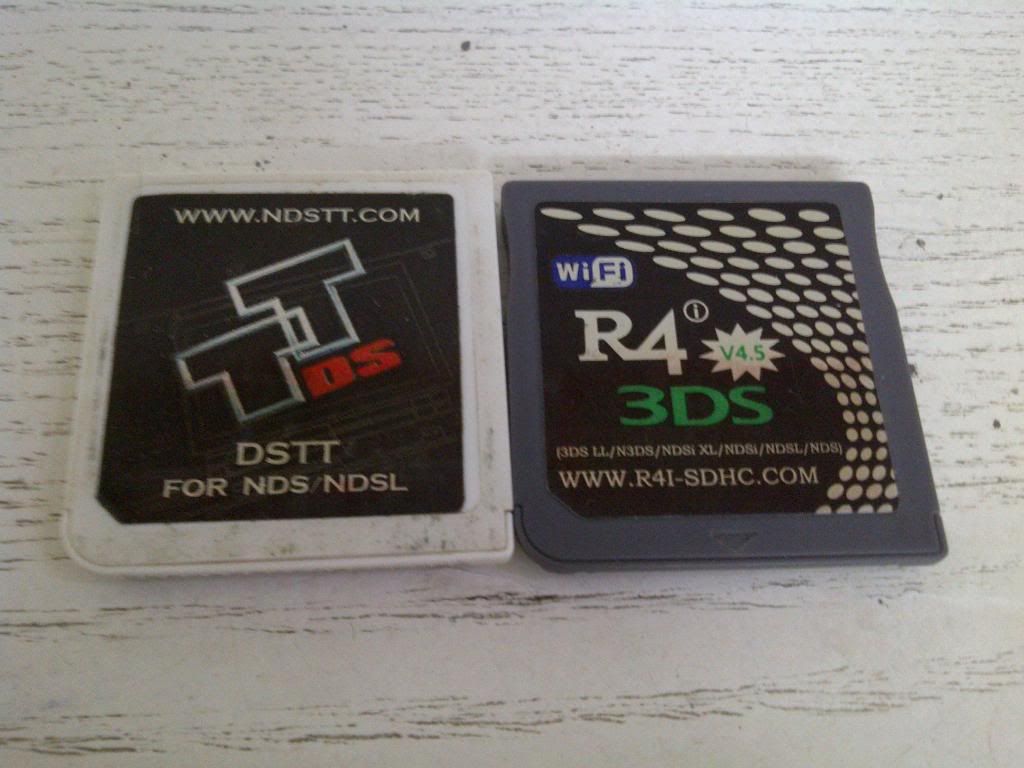 WWW.NDSTT.COM
TT
DS
DSTT
FOR NDS/NDSL
WiFi
R4i
V4.5
3DS
(3DS LL/N3DS/NDSi XL/NDSi/NDSL/NDS)
WWW.R4I-SDHC.COM